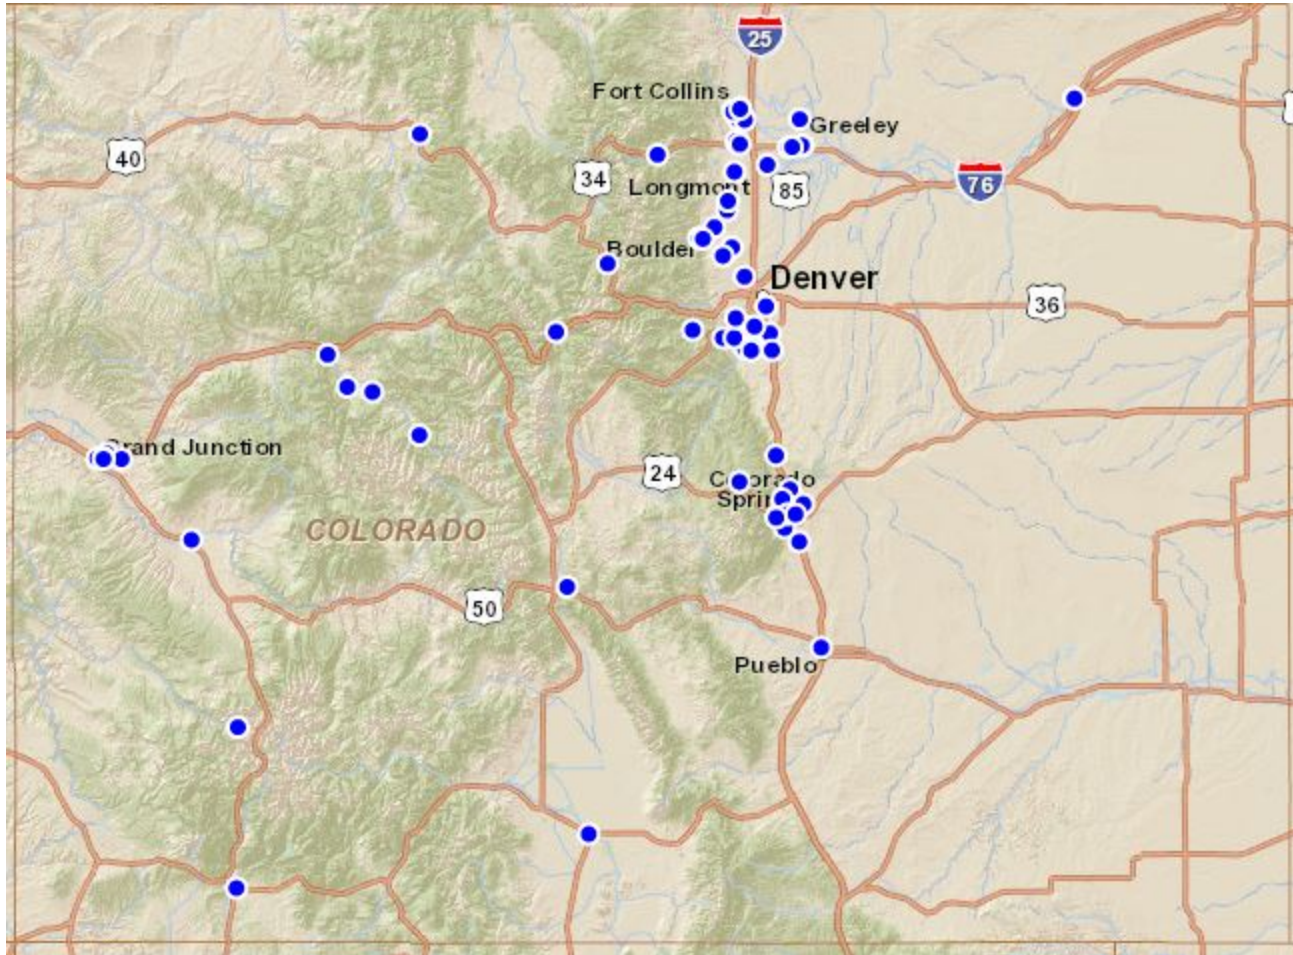 25
Fort Collins
Greeley
40
34
Longmont
85
76
Boulder
Denver
36
Grand Junction
24
Colorado
Springs
COLORADO
50
Pueblo